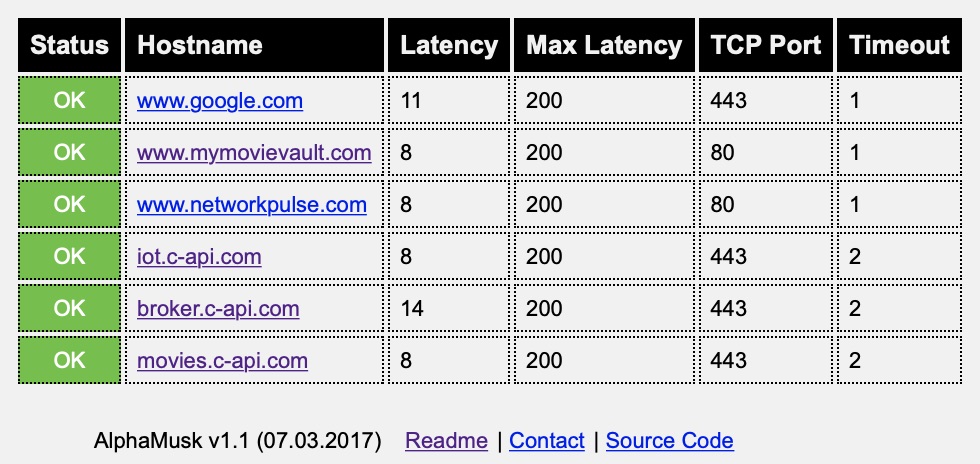 Status Hostname Latency Max Latency TCP Port Timeout
OK www.google.com 11 200 443 1
OK www.mymovievault.com 8 200 80 1
OK www.networkpulse.com 8 200 80 1
OK iot.c-api.com 8 200 443 2
OK broker.c-api.com 14 200 443 2
OK movies.c-api.com 8 200 443 2
AlphaMusk v1.1 (07.03.2017) Readme | Contact | Source Code